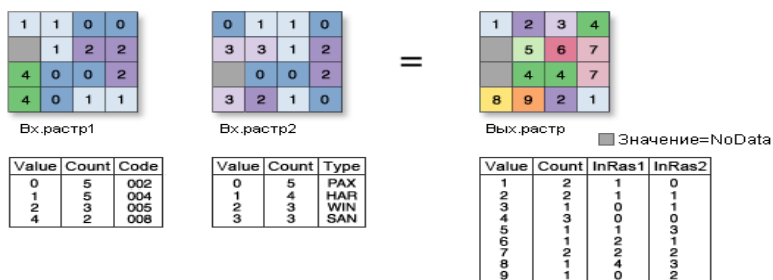 1 1 0 0
1 2 2
4 0 0 2
4 0 1 1
Вх.растр1
0 1 1 0
3 3 1 2
0 0 2
3 2 1 0
Вх.растр2
=
1 2 3 4
5 6 7
4 4 7
8 9 2 1
Вых.растр
Значение=NoData
Value Count Code
0 5 002
1 5 004
2 3 005
4 2 008
Value Count Type
0 5 PAX
1 4 HAR
2 3 WIN
3 3 SAN
Value Count InRas1 InRas2
1 2 1 0
2 2 1 1
3 1 0 1
4 3 0 0
5 1 1 3
6 1 2 1
7 2 2 2
8 1 4 3
9 1 0 2